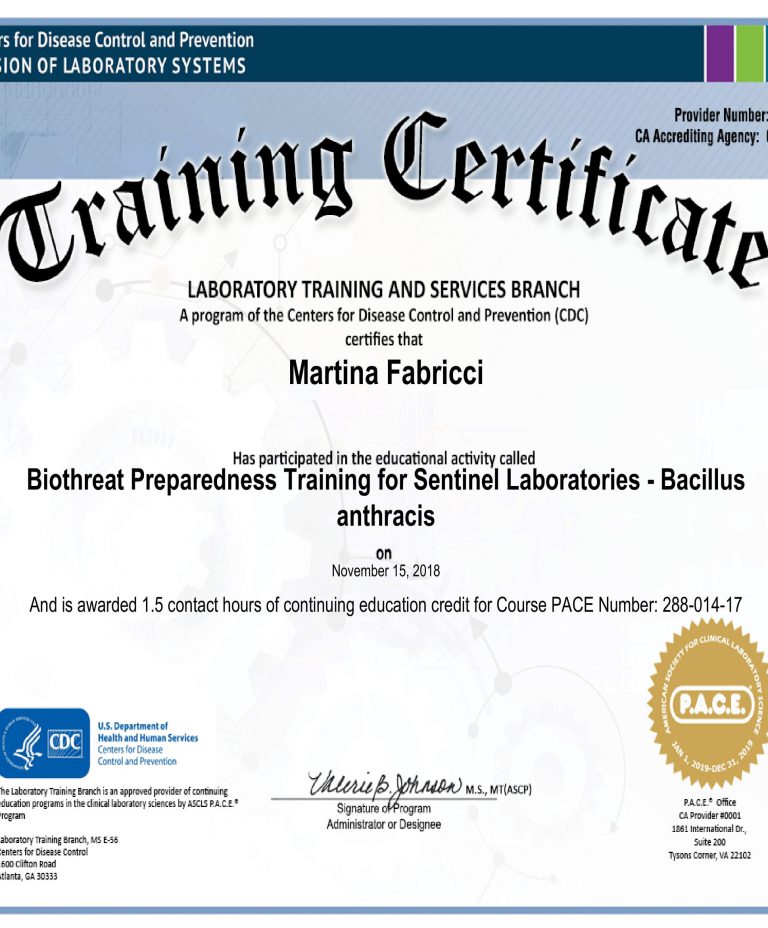 rs for Disease Control and Prevention
SION OF LABORATORY SYSTEMS
Provider Number:
CA Accrediting Agency:
Training Certificate
LABORATORY TRAINING AND SERVICES BRANCH
A program of the Centers for Disease Control and Prevention (CDC)
certifies that
Martina Fabricci
Has participated in the educational activity called
Biothreat Preparedness Training for Sentinel Laboratories - Bacillus
anthracis
on
November 15, 2018
And is awarded 1.5 contact hours of continuing education credit for Course PACE Number: 288-014-17
AMERICAN SOCIETY FOR CLINICAL LABORATORY SCIENCE
P.A.C.E.®
JAN 1, 2019-DEC 31, 2019
CDC
U.S. Department of
Health and Human Services
Centers for Disease
Control and Prevention
The Laboratory Training Branch is an approved provider of continuing
education programs in the clinical laboratory sciences by ASCLS P.A.C.E.®
Program
Laboratory Training Branch, MS E-56
Centers for Disease Control
1600 Clifton Road
Atlanta, GA 30333
Valerie B. Johnson M.S., MT(ASCP)
Signature of Program
Administrator or Designee
P.A.C.E.® Office
CA Provider #0001
1861 International Dr.,
Suite 200
Tysons Corner, VA 22102